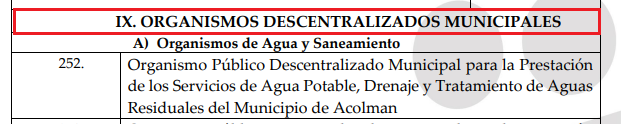 IX. ORGANISMOS DESCENTRALIZADOS MUNICIPALES
A) Organismos de Agua y Saneamiento
252. Organismo Público Descentralizado Municipal para la Prestación
de los Servicios de Agua Potable, Drenaje y Tratamiento de Aguas
Residuales del Municipio de Acolman